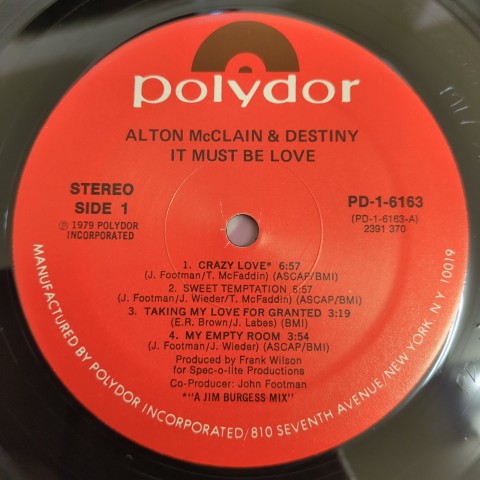 polydor
ALTON McCLAIN & DESTINY
IT MUST BE LOVE
STEREO
SIDE 1
℗ 1979 POLYDOR
INCORPORATED
PD-1-6163
(PD-1-6163-A)
2391 370
1. CRAZY LOVE* 6:57
(J. Footman/T. McFaddin) (ASCAP/BMI)
2. SWEET TEMPTATION 6:57
(J. Footman/J. Wieder/T. McFaddin) (ASCAP/BMI)
3. TAKING MY LOVE FOR GRANTED 3:19
(E.R. Brown/J. Labes) (BMI)
4. MY EMPTY ROOM 3:54
(J. Footman/J. Wieder) (ASCAP/BMI)
Produced by Frank Wilson
for Spec-o-lite Productions
Co-Producer: John Footman
*"A JIM BURGESS MIX"
MANUFACTURED BY POLYDOR INCORPORATED/810 SEVENTH AVENUE/NEW YORK, N.Y. 10019